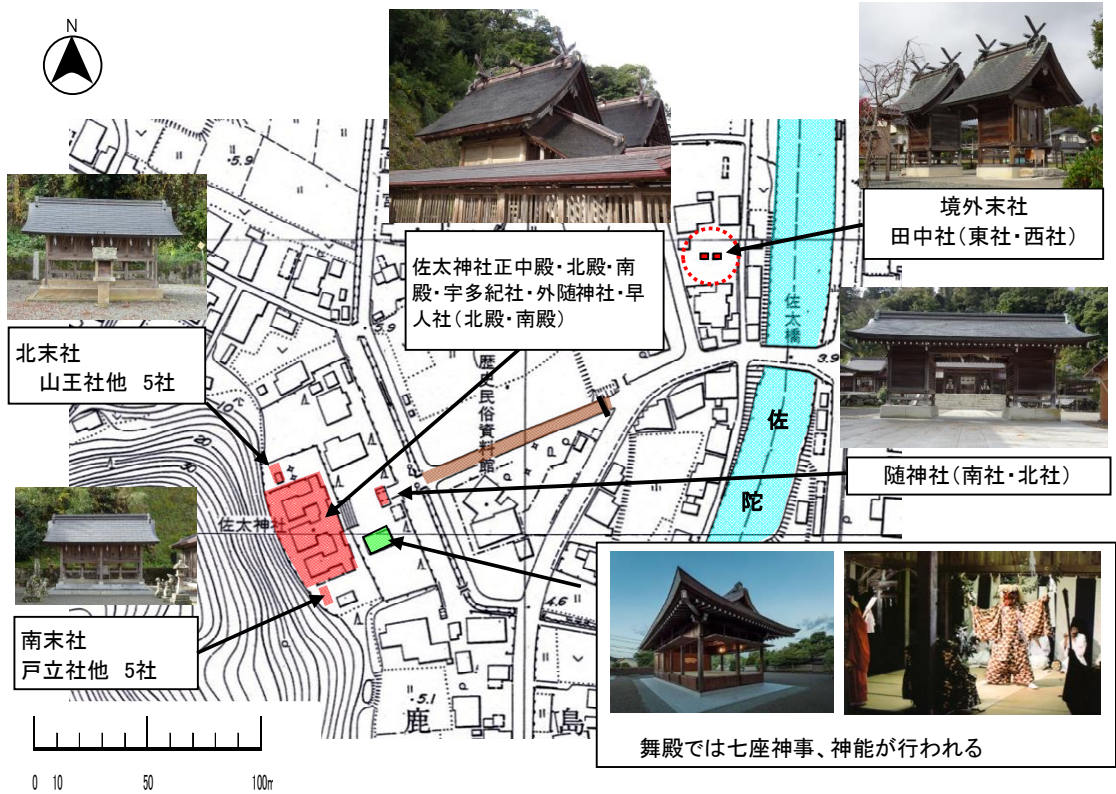 N
境外末社
田中社(東社・西社)
佐太神社正中殿・北殿・南
殿・宇多紀社・外随神社・早
人社(北殿・南殿)
北末社
山王社他 5社
随神社(南社・北社)
南末社
戸立社他 5社
舞殿では七座神事、神能が行われる
佐太橋
歴史民俗資料館
佐太神社
佐
陀
鹿
島
5.9
5.9
3.9
4.6
5.1
20
30
0 10 50 100m